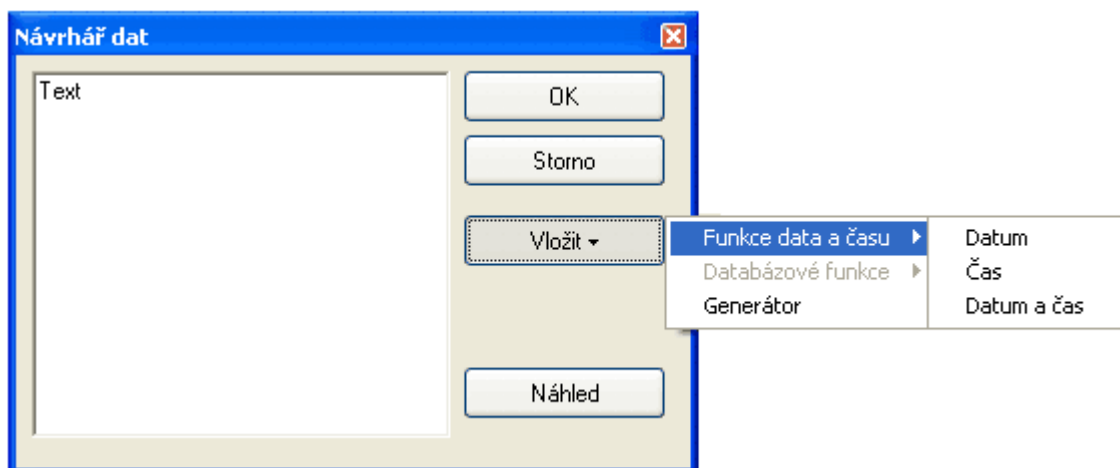 Návrhář dat
Text
OK
Storno
Vložit
Funkce data a času
Databázové funkce
Generátor
Datum
Čas
Datum a čas
Náhled